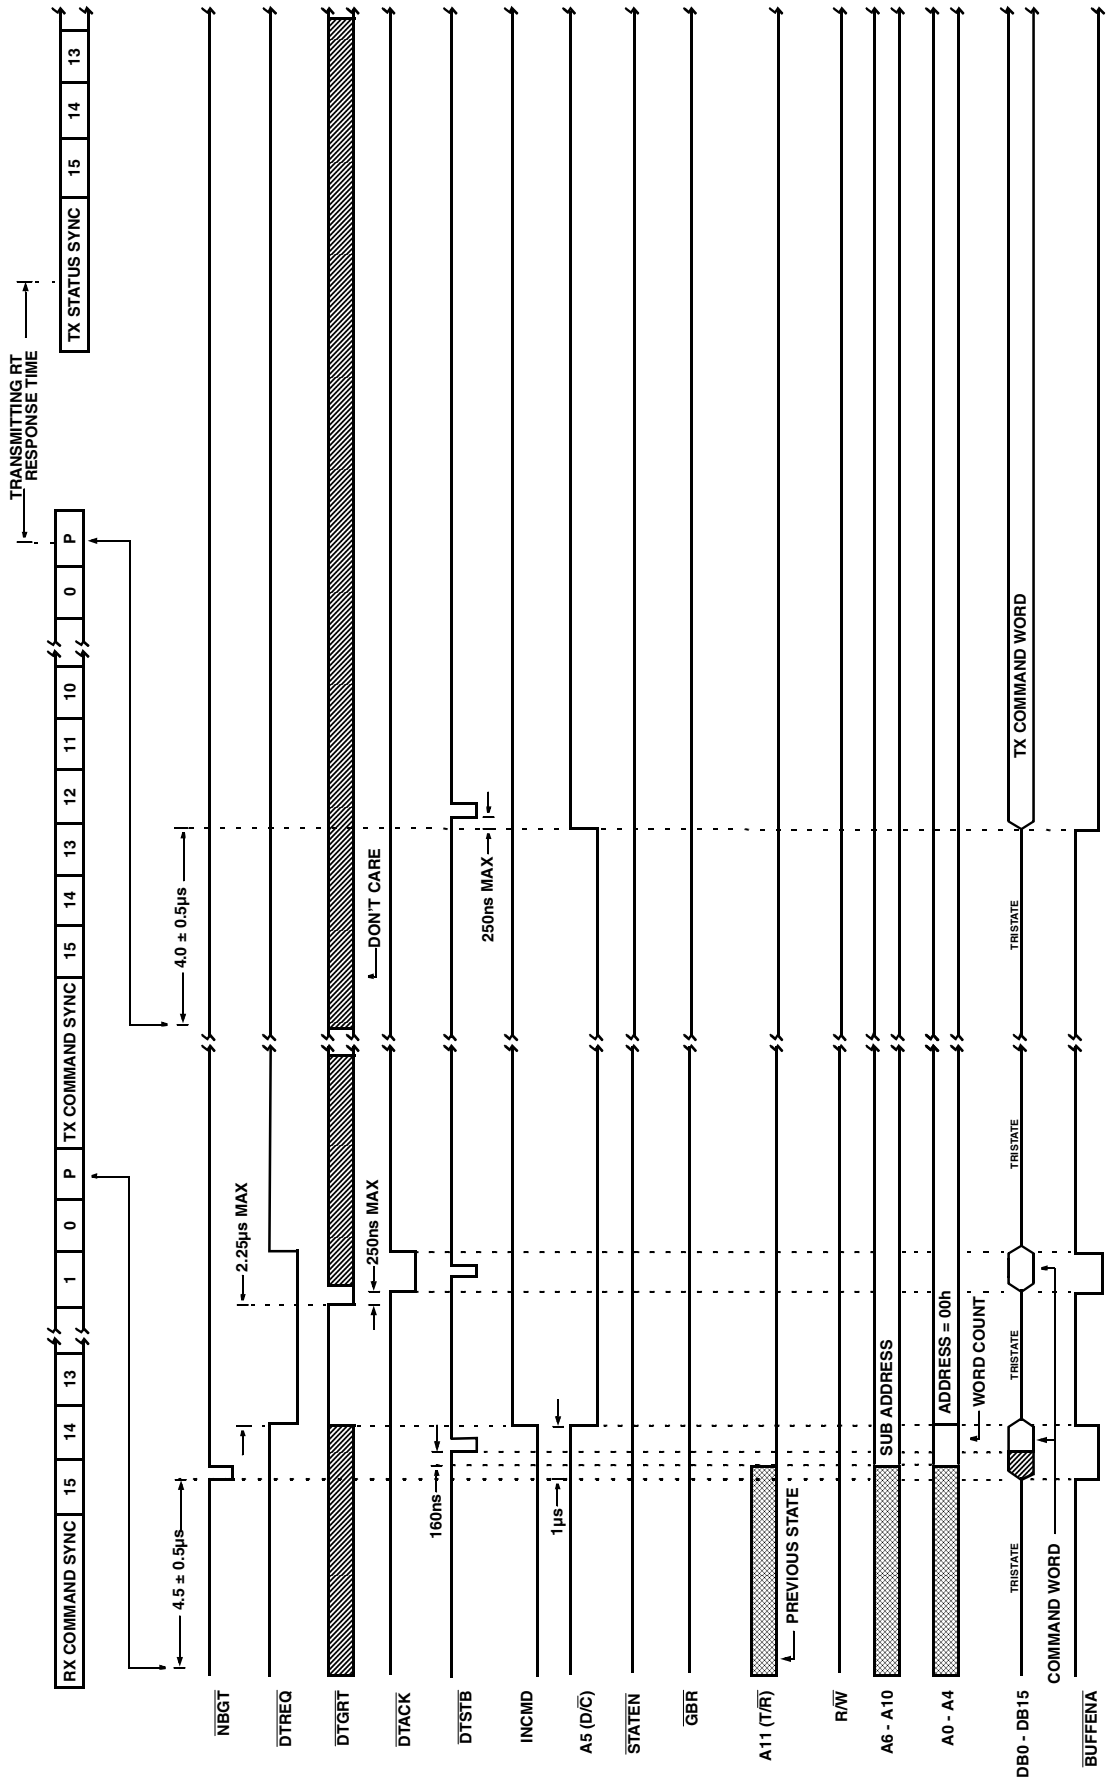 RX COMMAND SYNC 15 14 13 1 0 P TX COMMAND SYNC 15 14 13 12 11 10 0 P
TX STATUS SYNC 15 14 13
TRANSMITTING RT
RESPONSE TIME
4.5 ± 0.5µs
4.0 ± 0.5µs
NBGT
2.25µs MAX
DTREQ
DTGRT
DON'T CARE
250ns MAX
DTACK
160ns
DTSTB
250ns MAX
INCMD
1µs
A5 (D/C)
STATEN
GBR
A11 (T/R)
PREVIOUS STATE
R/W
A6 - A10
SUB ADDRESS
A0 - A4
ADDRESS = 00h
WORD COUNT
DB0 - DB15
TRISTATE
TRISTATE
TRISTATE
TRISTATE
TX COMMAND WORD
COMMAND WORD
BUFFENA